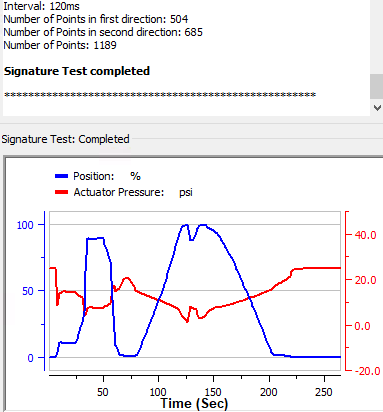 Interval: 120ms
Number of Points in first direction: 504
Number of Points in second direction: 685
Number of Points: 1189
Signature Test completed
****************************************************
Signature Test: Completed
Position: %
Actuator Pressure: psi
100
50
0
40.0
20.0
0.0
-20.0
50 100 150 200 250
Time (Sec)